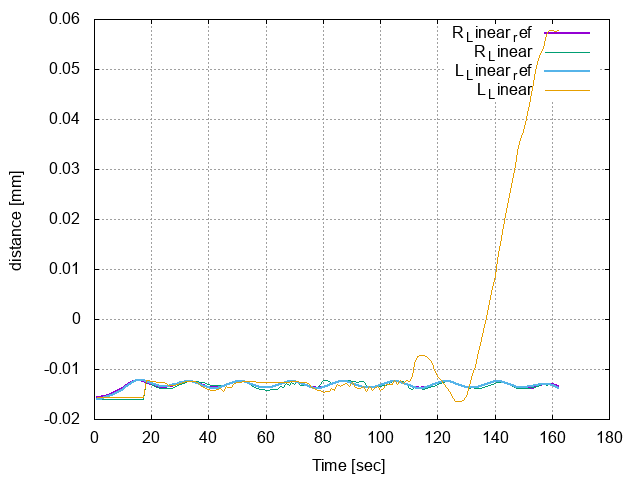 0.06
0.05
0.04
0.03
0.02
0.01
0
-0.01
-0.02
0 20 40 60 80 100 120 140 160 180
distance [mm]
Time [sec]
R_Linear_ref
R_Linear
L_Linear_ref
L_Linear